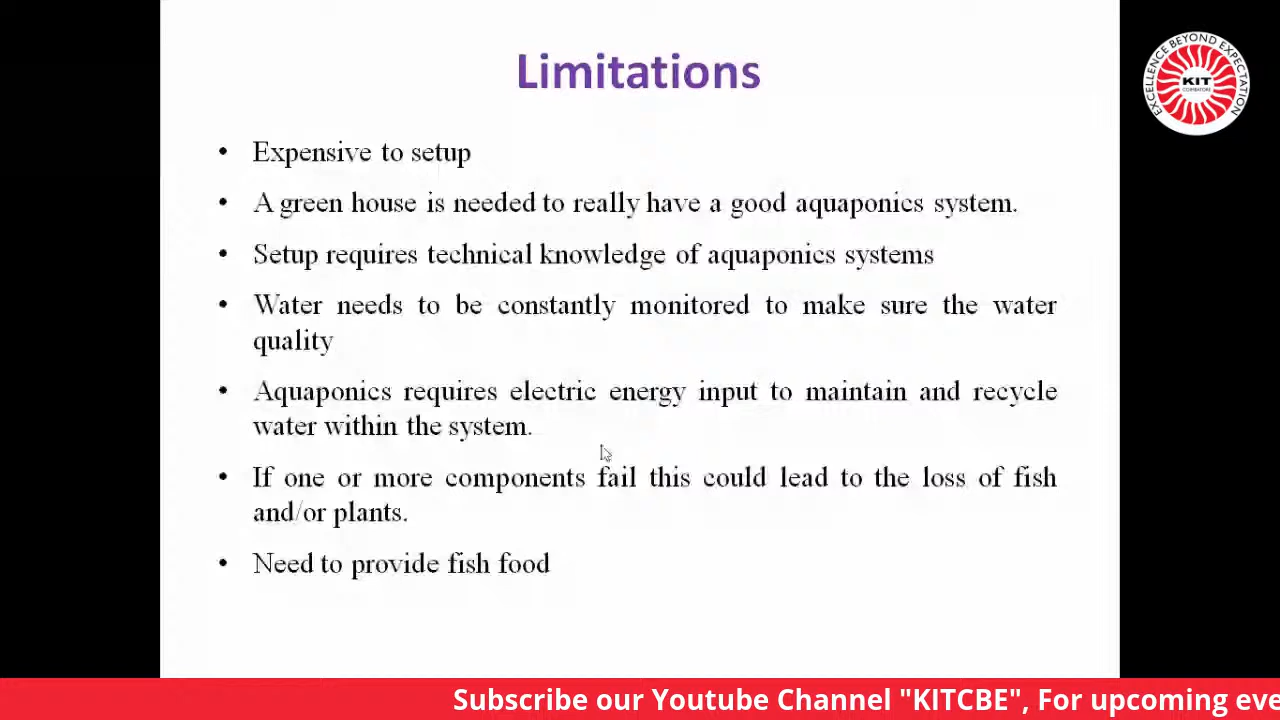 Limitations
EXCELLENCE BEYOND EXPECTATION
KIT
COIMBATORE
• Expensive to setup
• A green house is needed to really have a good aquaponics system.
• Setup requires technical knowledge of aquaponics systems
• Water needs to be constantly monitored to make sure the water
quality
• Aquaponics requires electric energy input to maintain and recycle
water within the system.
• If one or more components fail this could lead to the loss of fish
and/or plants.
• Need to provide fish food
Subscribe our Youtube Channel "KITCBE", For upcoming eve